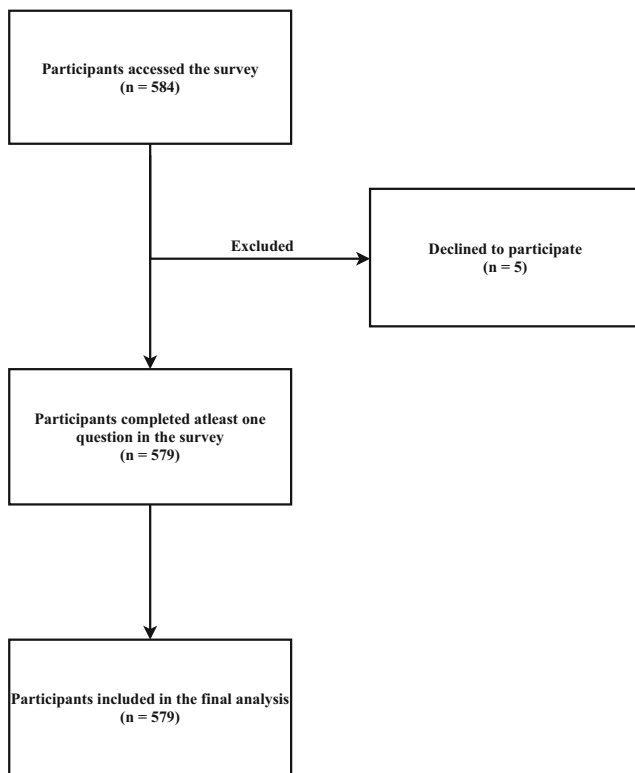 Participants accessed the survey
(n = 584)
Excluded
Declined to participate
(n = 5)
Participants completed atleast one
question in the survey
(n = 579)
Participants included in the final analysis
(n = 579)